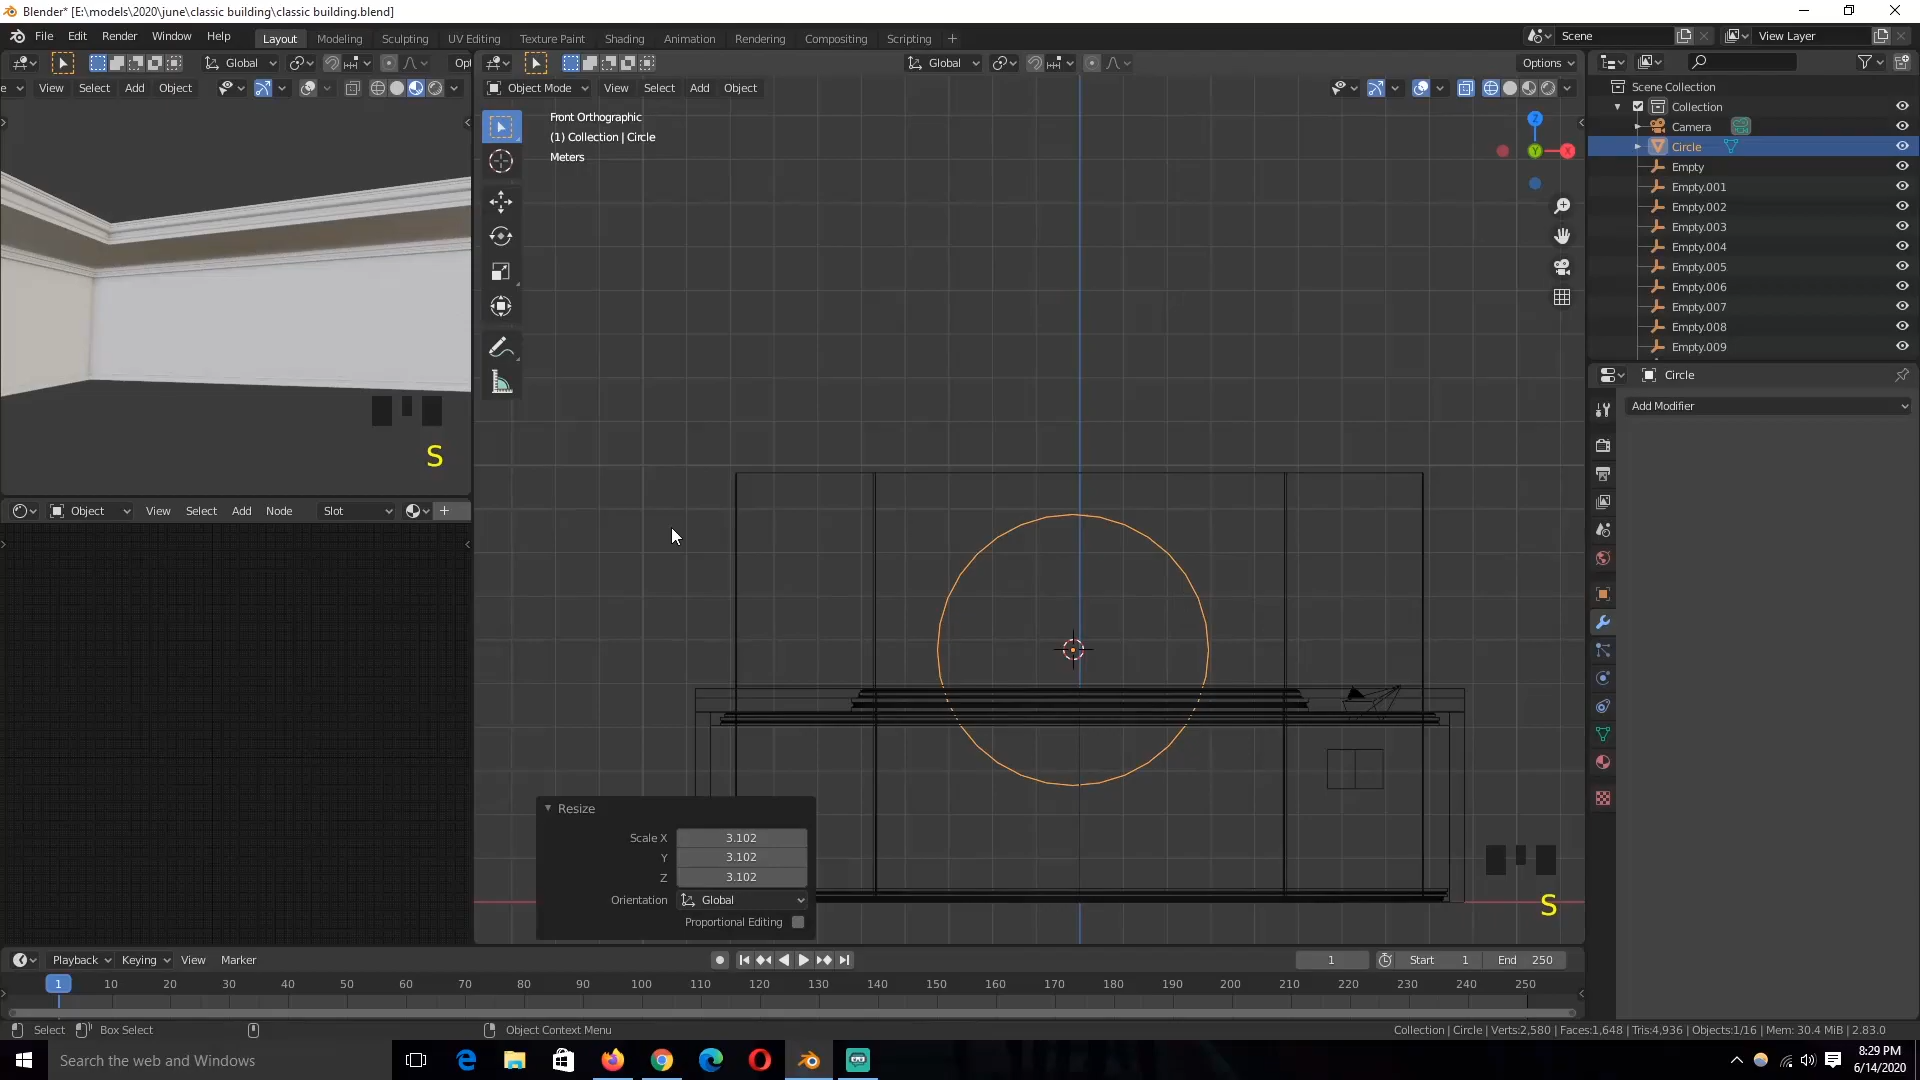 Blender* [E:\models\2020\june\classic building\classic building.blend]
File Edit Render Window Help Layout Modeling Sculpting UV Editing Texture Paint Shading Animation Rendering Compositing Scripting + Scene View Layer
Global Opt Global Options
View Select Add Object Object Mode View Select Add Object
Front Orthographic
(1) Collection | Circle
Meters
Z
X
Y
Scene Collection
Collection
Camera
Circle
Empty
Empty.001
Empty.002
Empty.003
Empty.004
Empty.005
Empty.006
Empty.007
Empty.008
Empty.009
Circle
Add Modifier
S
Object View Select Add Node Slot
Resize
Scale X 3.102
Y 3.102
Z 3.102
Orientation Global
Proportional Editing
S
Playback Keying View Marker 1 Start 1 End 250
1 10 20 30 40 50 60 70 80 90 100 110 120 130 140 150 160 170 180 190 200 210 220 230 240 250
Select Box Select Object Context Menu Collection | Circle | Verts:2,580 | Faces:1,648 | Tris:4,936 | Objects:1/16 | Mem: 30.4 MiB | 2.83.0
Search the web and Windows
8:29 PM
6/14/2020